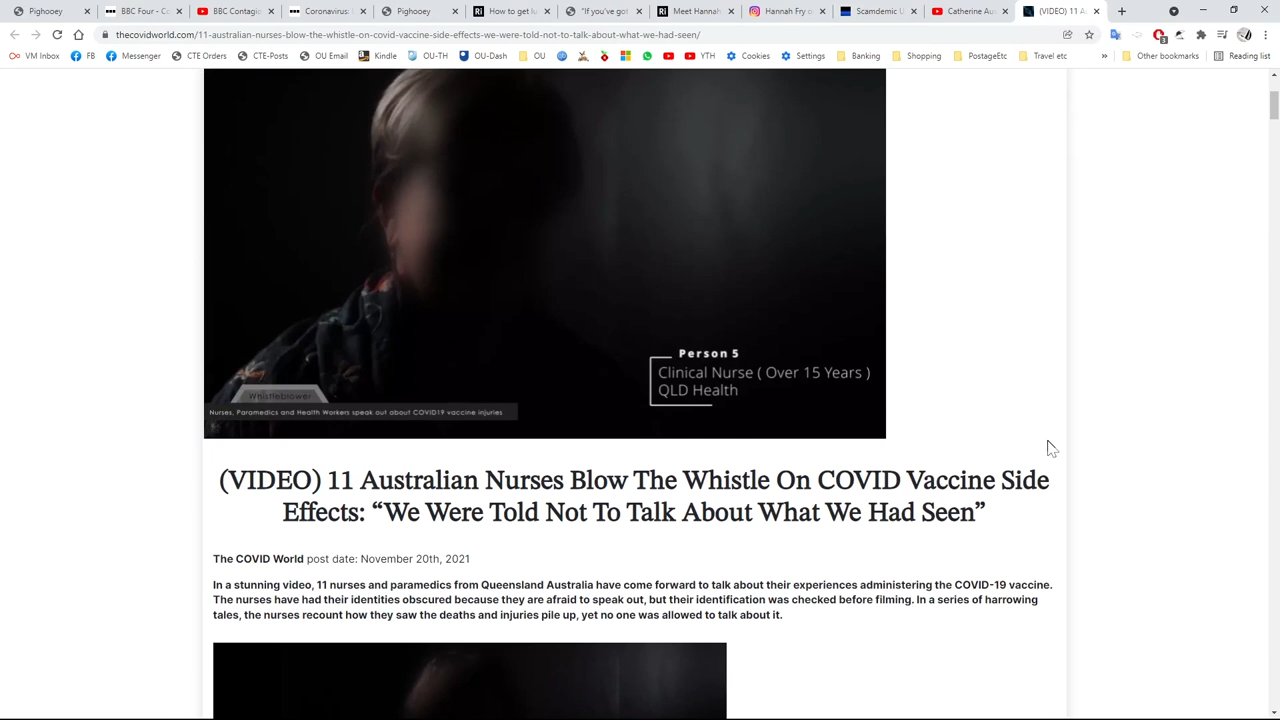 Pighooey
BBC Four - C
BBC Contagio
Coronavirus:
Pighooey
How to get lu
"If you've got
Meet Hannah
Hannah Fry o
Scamdemic U
Catherine Au
(VIDEO) 11 A
thecovidworld.com/11-australian-nurses-blow-the-whistle-on-covid-vaccine-side-effects-we-were-told-not-to-talk-about-what-we-had-seen/
VM Inbox
FB
Messenger
CTE Orders
CTE-Posts
OU Email
Kindle
OU-TH
OU-Dash
OU
YTH
Cookies
Settings
Banking
Shopping
PostageEtc
Travel etc
»
Other bookmarks
Reading list
Person 5
Clinical Nurse ( Over 15 Years )
QLD Health
Whistleblower
Nurses, Paramedics and Health Workers speak out about COVID19 vaccine injuries
(VIDEO) 11 Australian Nurses Blow The Whistle On COVID Vaccine Side
Effects: “We Were Told Not To Talk About What We Had Seen”
The COVID World post date: November 20th, 2021
In a stunning video, 11 nurses and paramedics from Queensland Australia have come forward to talk about their experiences administering the COVID-19 vaccine.
The nurses have had their identities obscured because they are afraid to speak out, but their identification was checked before filming. In a series of harrowing
tales, the nurses recount how they saw the deaths and injuries pile up, yet no one was allowed to talk about it.